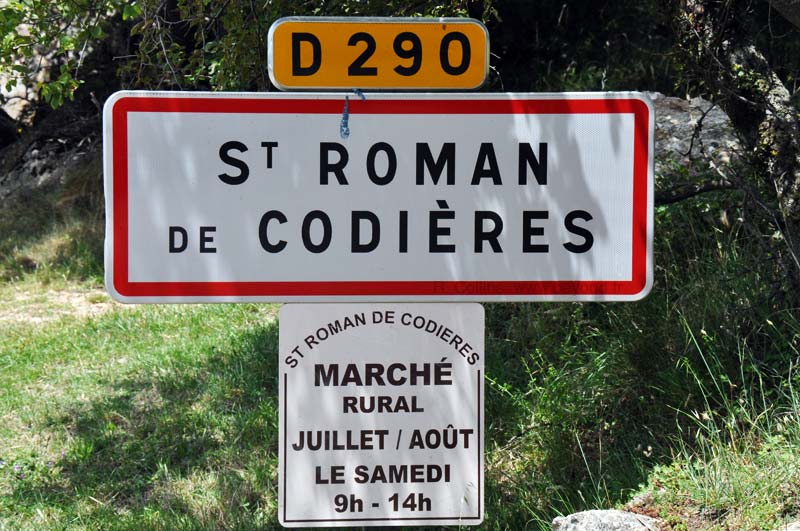 D 290
ST ROMAN
DE CODIÈRES
ST ROMAN DE CODIERES
MARCHÉ
RURAL
JUILLET / AOÛT
LE SAMEDI
9h - 14h